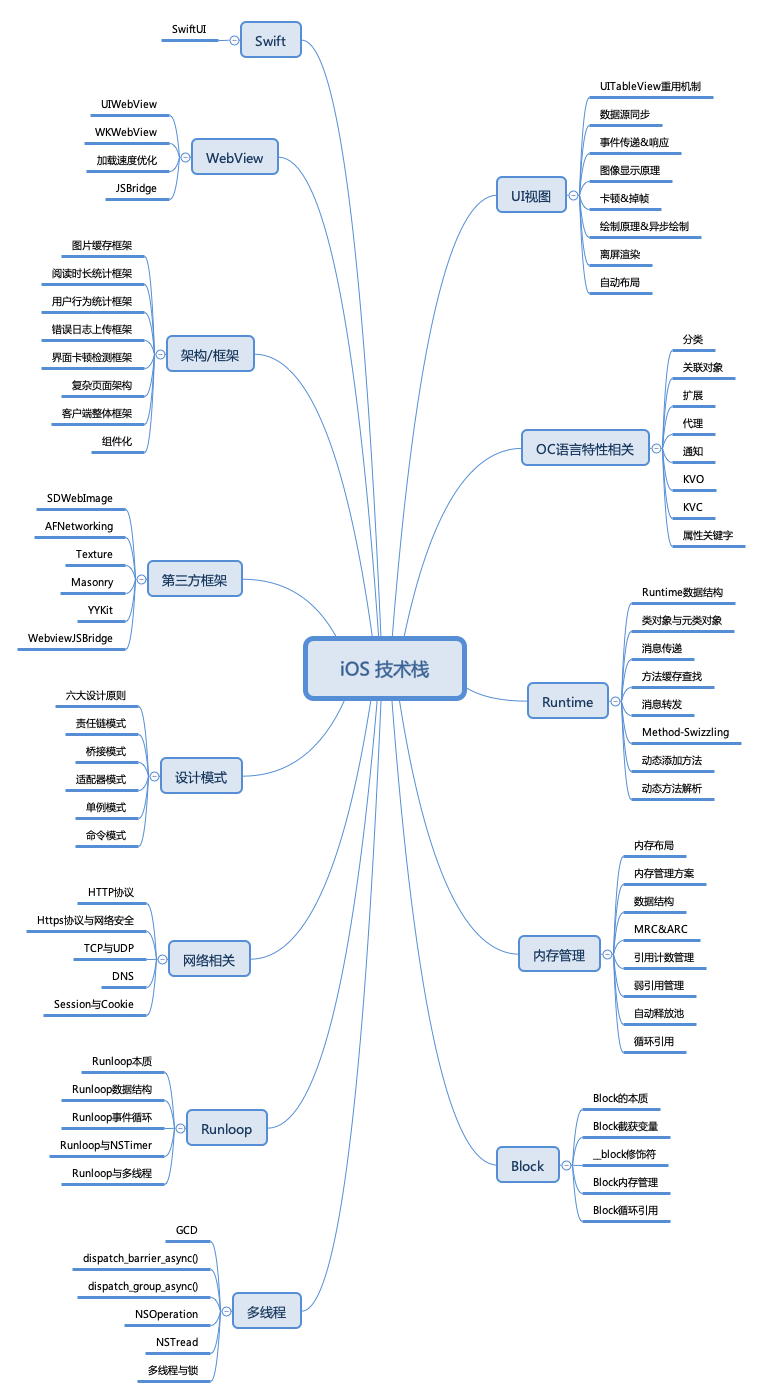 iOS 技术栈
UI视图
UITableView重用机制
数据源同步
事件传递&响应
图像显示原理
卡顿&掉帧
绘制原理&异步绘制
离屏渲染
自动布局
OC语言特性相关
分类
关联对象
扩展
代理
通知
KVO
KVC
属性关键字
Runtime
Runtime数据结构
类对象与元类对象
消息传递
方法缓存查找
消息转发
Method-Swizzling
动态添加方法
动态方法解析
内存管理
内存布局
内存管理方案
数据结构
MRC&ARC
引用计数管理
弱引用管理
自动释放池
循环引用
Block
Block的本质
Block截获变量
__block修饰符
Block内存管理
Block循环引用
Swift
SwiftUI
WebView
UIWebView
WKWebView
加载速度优化
JSBridge
架构/框架
图片缓存框架
阅读时长统计框架
用户行为统计框架
错误日志上传框架
界面卡顿检测框架
复杂页面架构
客户端整体框架
组件化
第三方框架
SDWebImage
AFNetworking
Texture
Masonry
YYKit
WebviewJSBridge
设计模式
六大设计原则
责任链模式
桥接模式
适配器模式
单例模式
命令模式
网络相关
HTTP协议
Https协议与网络安全
TCP与UDP
DNS
Session与Cookie
Runloop
Runloop本质
Runloop数据结构
Runloop事件循环
Runloop与NSTimer
Runloop与多线程
多线程
GCD
dispatch_barrier_async()
dispatch_group_async()
NSOperation
NSTread
多线程与锁